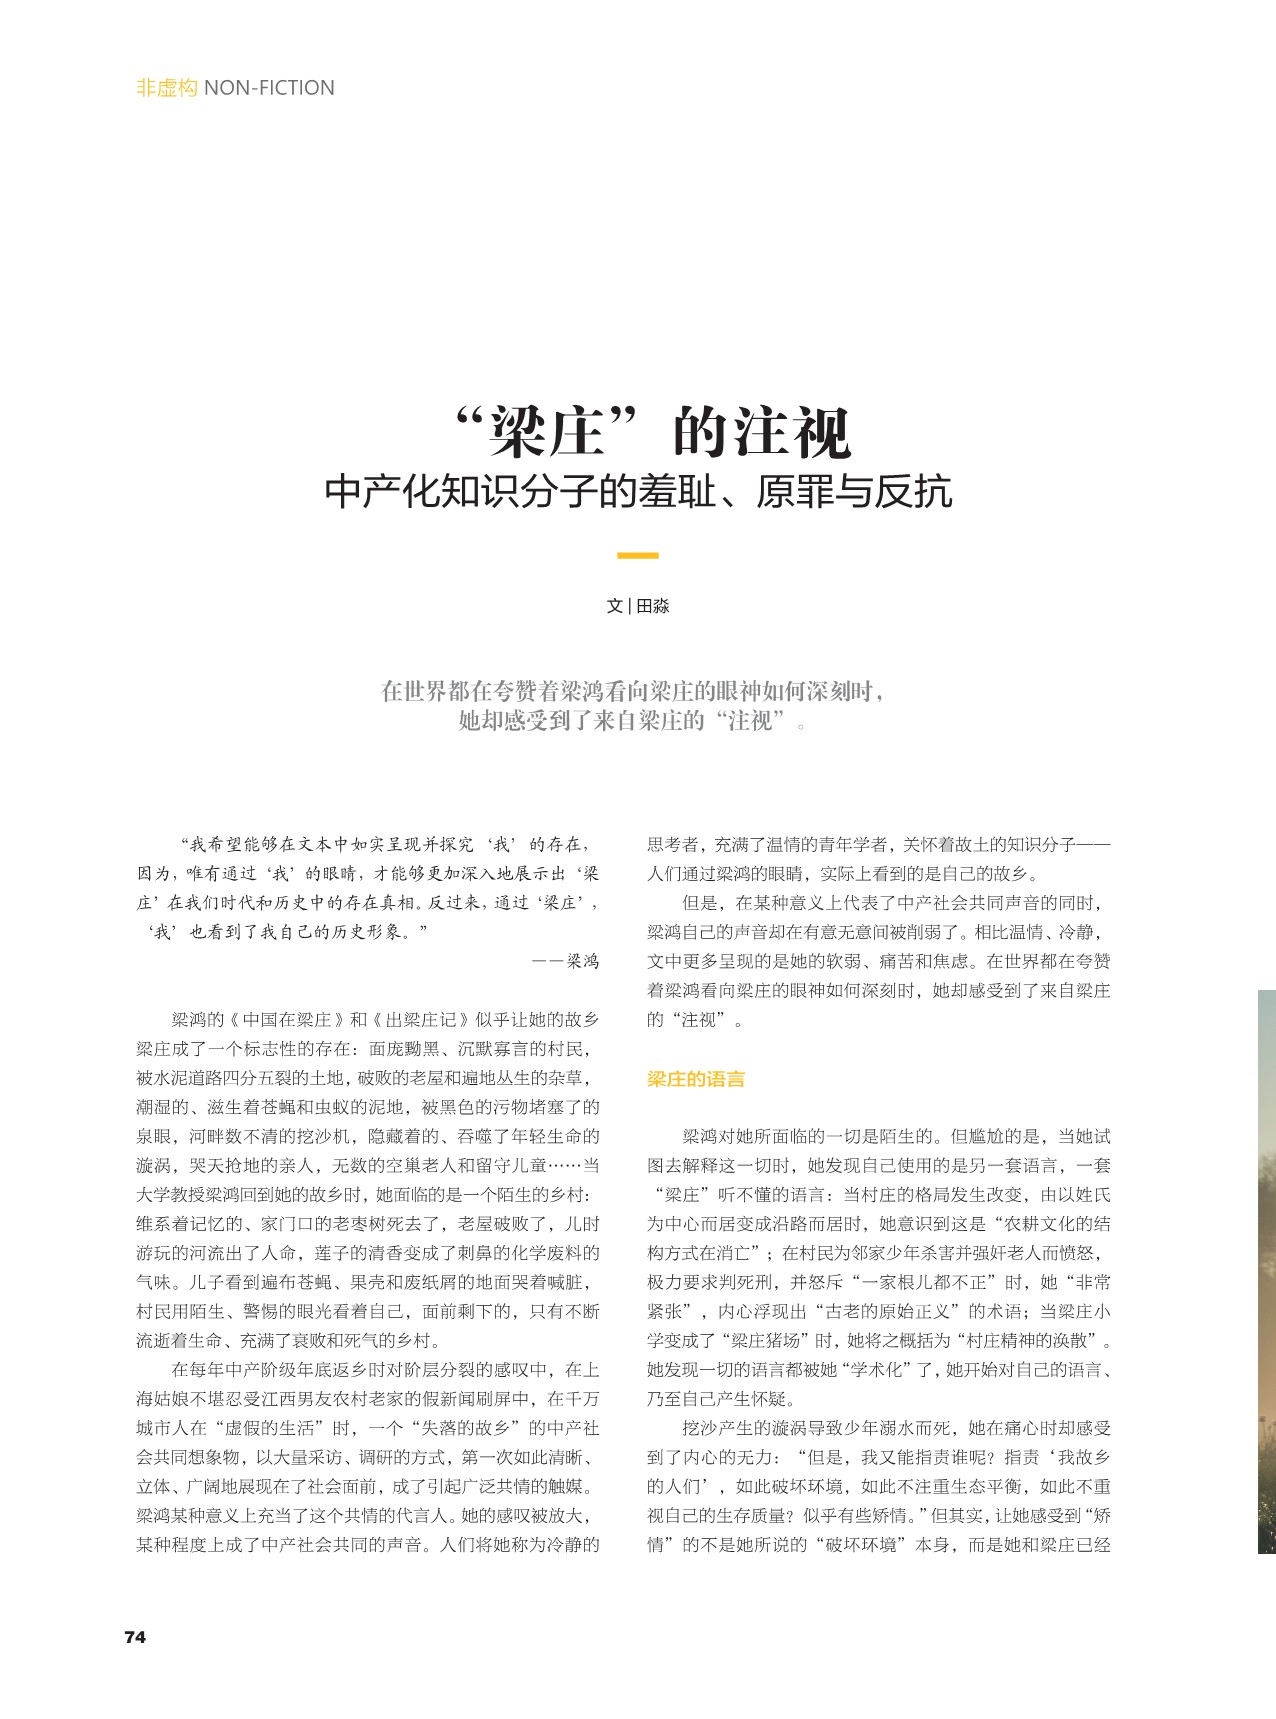 非虚构 NON-FICTION
“梁庄”的注视
中产化知识分子的羞耻、原罪与反抗
文 | 田淼
在世界都在夸赞着梁鸿看向梁庄的眼神如何深刻时，
她却感受到了来自梁庄的“注视”。
“我希望能够在文本中如实呈现并探究‘我’的存在，
因为，唯有通过‘我’的眼睛，才能够更加深入地展示出‘梁
庄’在我们时代和历史中的存在真相。反过来，通过‘梁庄’，
‘我’也看到了我自己的历史形象。”
——梁鸿
梁鸿的《中国在梁庄》和《出梁庄记》似乎让她的故乡
梁庄成了一个标志性的存在：面庞黝黑、沉默寡言的村民，
被水泥道路四分五裂的土地，破败的老屋和遍地丛生的杂草，
潮湿的、滋生着苍蝇和虫蚁的泥地，被黑色的污物堵塞了的
泉眼，河畔数不清的挖沙机，隐藏着的、吞噬了年轻生命的
漩涡，哭天抢地的亲人，无数的空巢老人和留守儿童……当
大学教授梁鸿回到她的故乡时，她面临的是一个陌生的乡村：
维系着记忆的、家门口的老枣树死去了，老屋破败了，儿时
游玩的河流出了人命，莲子的清香变成了刺鼻的化学废料的
气味。儿子看到遍布苍蝇、果壳和废纸屑的地面哭着喊脏，
村民用陌生、警惕的眼光看着自己，面前剩下的，只有不断
流逝着生命、充满了衰败和死气的乡村。
在每年中产阶级年底返乡时对阶层分裂的感叹中，在上
海姑娘不堪忍受江西男友农村老家的假新闻刷屏中，在千万
城市人在“虚假的生活”时，一个“失落的故乡”的中产社
会共同想象物，以大量采访、调研的方式，第一次如此清晰、
立体、广阔地展现在了社会面前，成了引起广泛共情的触媒。
梁鸿某种意义上充当了这个共情的代言人。她的感叹被放大，
某种程度上成了中产社会共同的声音。人们将她称为冷静的
思考者，充满了温情的青年学者，关怀着故土的知识分子——
人们通过梁鸿的眼睛，实际上看到的是自己的故乡。
但是，在某种意义上代表了中产社会共同声音的同时，
梁鸿自己的声音却在有意无意间被削弱了。相比温情、冷静，
文中更多呈现的是她的软弱、痛苦和焦虑。在世界都在夸赞
着梁鸿看向梁庄的眼神如何深刻时，她却感受到了来自梁庄
的“注视”。
梁庄的语言
梁鸿对她所面临的一切是陌生的。但尴尬的是，当她试
图去解释这一切时，她发现自己使用的是另一套语言，一套
“梁庄”听不懂的语言：当村庄的格局发生改变，由以姓氏
为中心而居变成沿路而居时，她意识到这是“农耕文化的结
构方式在消亡”；在村民为邻家少年杀害并强奸老人而愤怒，
极力要求判死刑，并怒斥“一家根儿都不正”时，她“非常
紧张”，内心浮现出“古老的原始正义”的术语；当梁庄小
学变成了“梁庄猪场”时，她将之概括为“村庄精神的涣散”。
她发现一切的语言都被她“学术化”了，她开始对自己的语言、
乃至自己产生怀疑。
挖沙产生的漩涡导致少年溺水而死，她在痛心时却感受
到了内心的无力：“但是，我又能指责谁呢？指责‘我故乡
的人们’，如此破坏环境，如此不注重生态平衡，如此不重
视自己的生存质量？似乎有些矫情。”但其实，让她感受到“矫
情”的不是她所说的“破坏环境”本身，而是她和梁庄已经
74